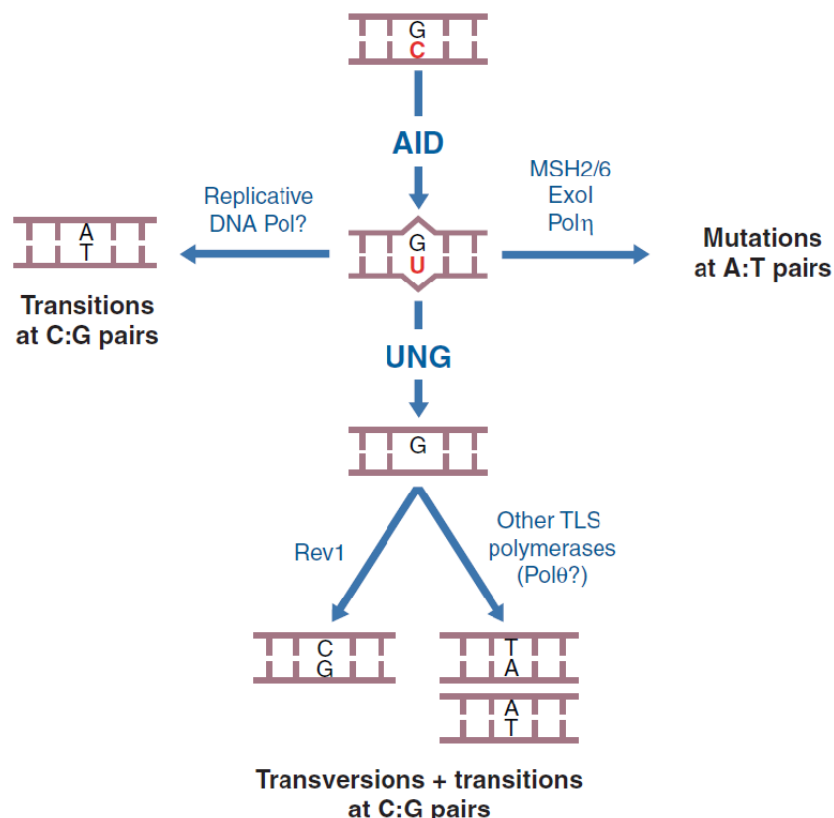 G
C
AID
Replicative
DNA Pol?
MSH2/6
ExoI
Polη
A
T
G
U
Transitions
at C:G pairs
Mutations
at A:T pairs
UNG
G
Rev1
Other TLS
polymerases
(Polθ?)
C
G
T
A
A
T
Transversions + transitions
at C:G pairs